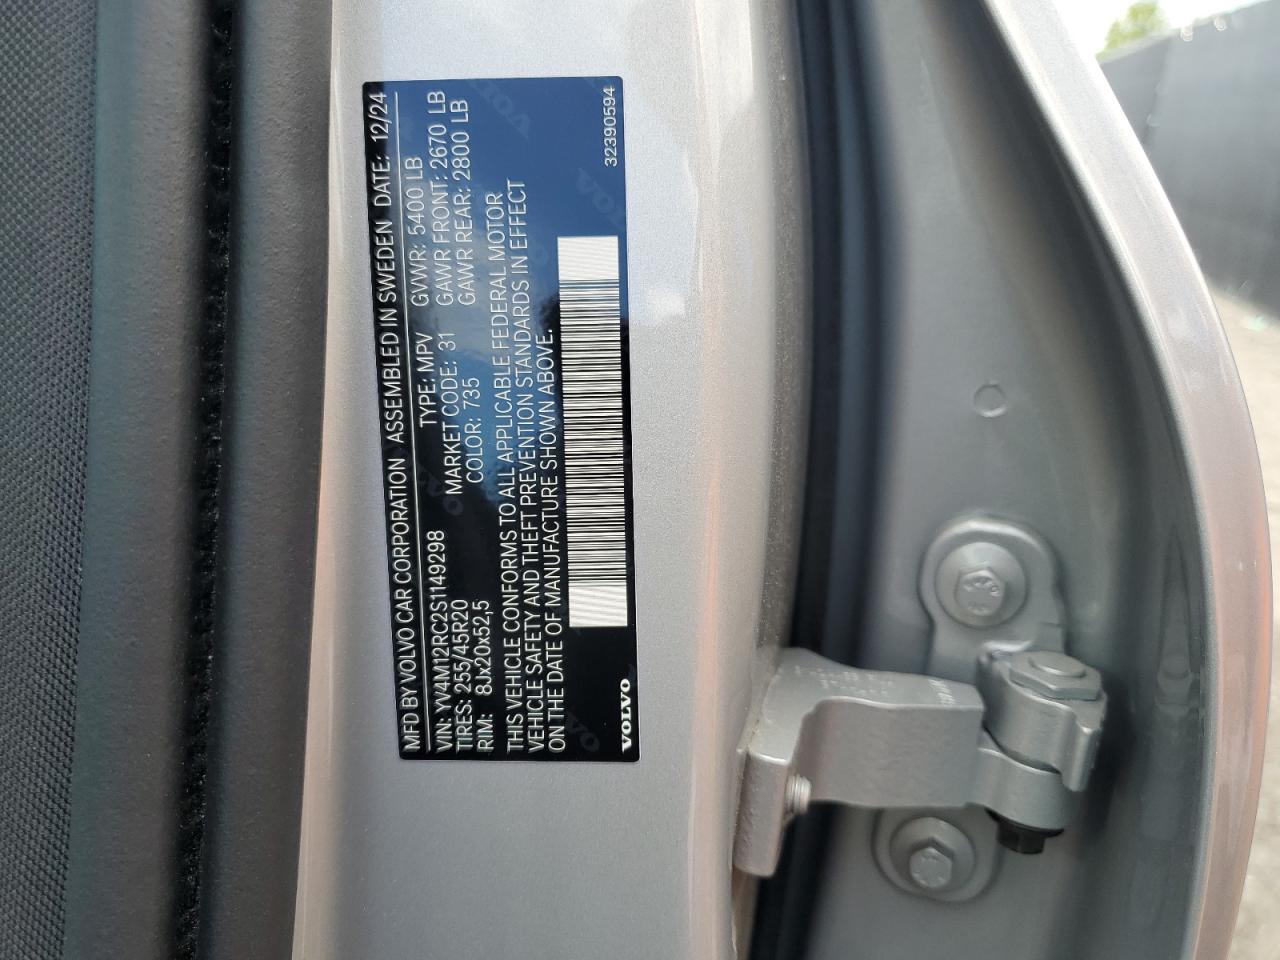 MFD BY VOLVO CAR CORPORATION ASSEMBLED IN SWEDEN DATE: 12/24
VIN: YV4M12RC2S1149298 TYPE: MPV GVWR: 5400 LB
TIRES: 255/45R20 MARKET CODE: 31 GAWR FRONT: 2670 LB
RIM: 8Jx20x52,5 COLOR: 735 GAWR REAR: 2800 LB
THIS VEHICLE CONFORMS TO ALL APPLICABLE FEDERAL MOTOR
VEHICLE SAFETY AND THEFT PREVENTION STANDARDS IN EFFECT
ON THE DATE OF MANUFACTURE SHOWN ABOVE.
VOLVO 32390594